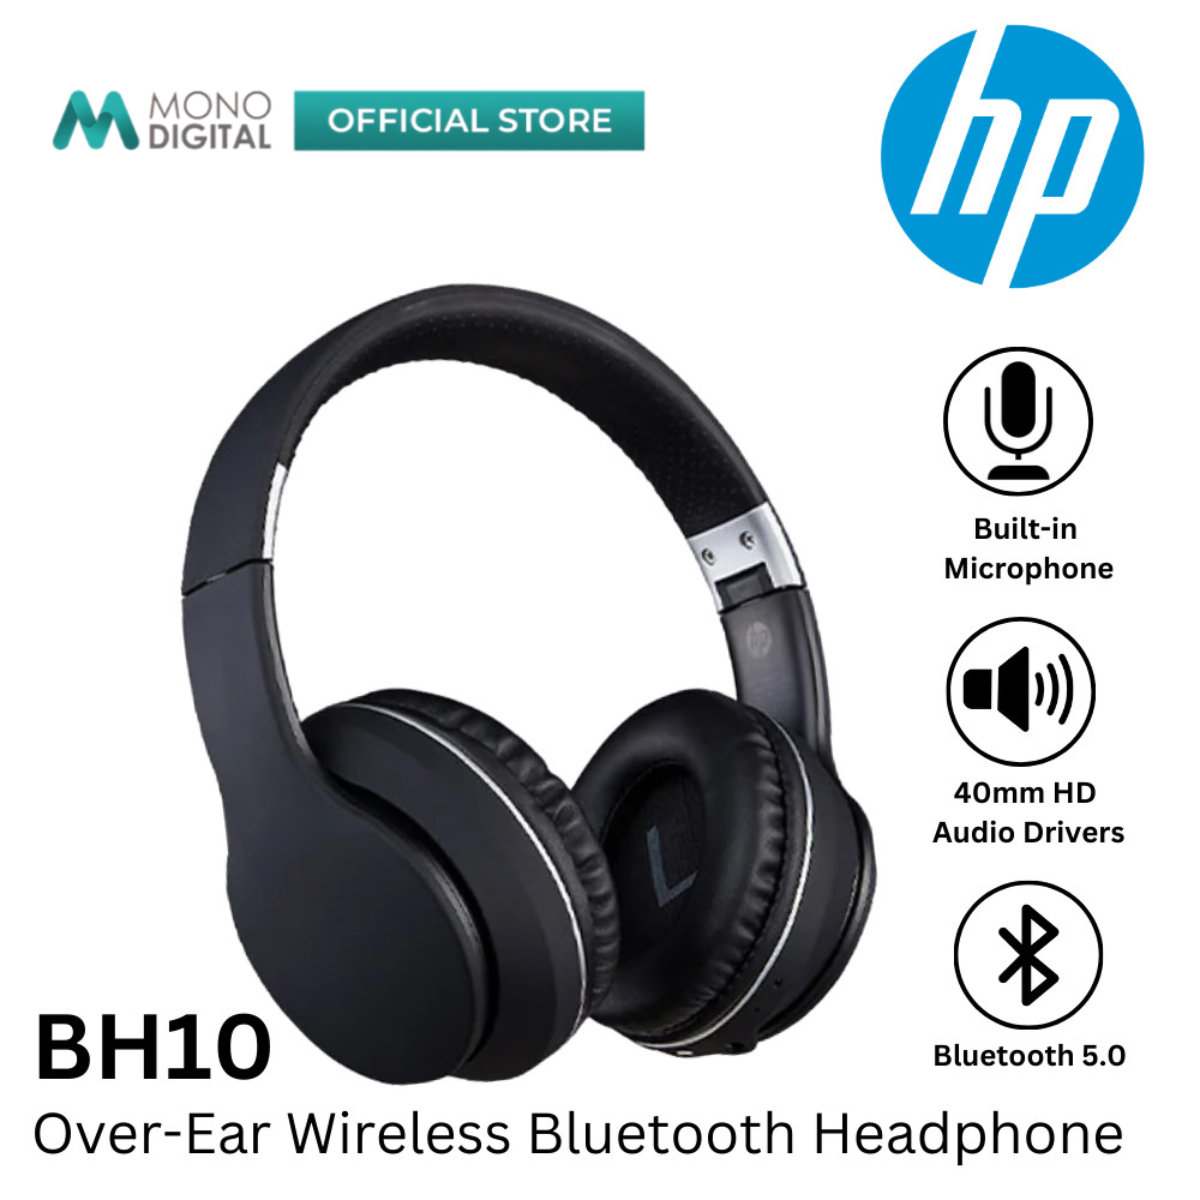 MONO
DIGITAL
OFFICIAL STORE
hp
Built-in
Microphone
hp
40mm HD
Audio Drivers
L
BH10
Bluetooth 5.0
Over-Ear Wireless Bluetooth Headphone